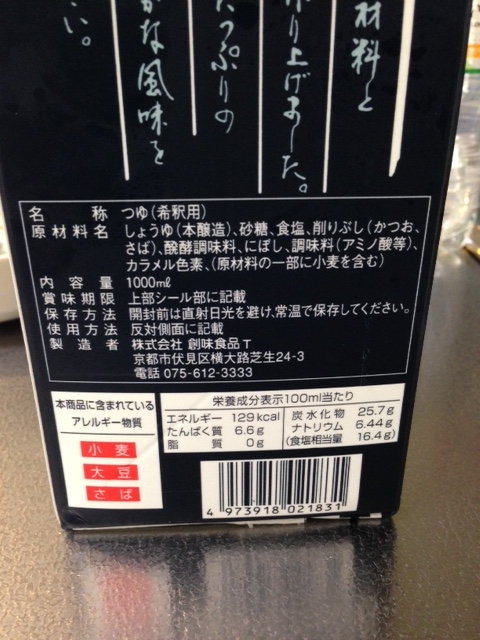 材料と
ぶり上げました。
たっぷりの
かな風味を
い。
名称 つゆ(希釈用)
原材料名 しょうゆ(本醸造)、砂糖、食塩、削りぶし(かつお、
さば)、醗酵調味料、にぼし、調味料(アミノ酸等)、
カラメル色素、(原材料の一部に小麦を含む)
内容量 1000mℓ
賞味期限 上部シール部に記載
保存方法 開封前は直射日光を避け、常温で保存してください。
使用方法 反対側面に記載
製造者 株式会社 創味食品T
京都市伏見区横大路芝生24-3
電話 075-612-3333
本商品に含まれている
アレルギー物質
小麦
大豆
さば
栄養成分表示100ml当たり
エネルギー 129kcal
たんぱく質 6.6g
脂質 0g
炭水化物 25.7g
ナトリウム 6.44g
(食塩相当量 16.4g)
4 973918 021831